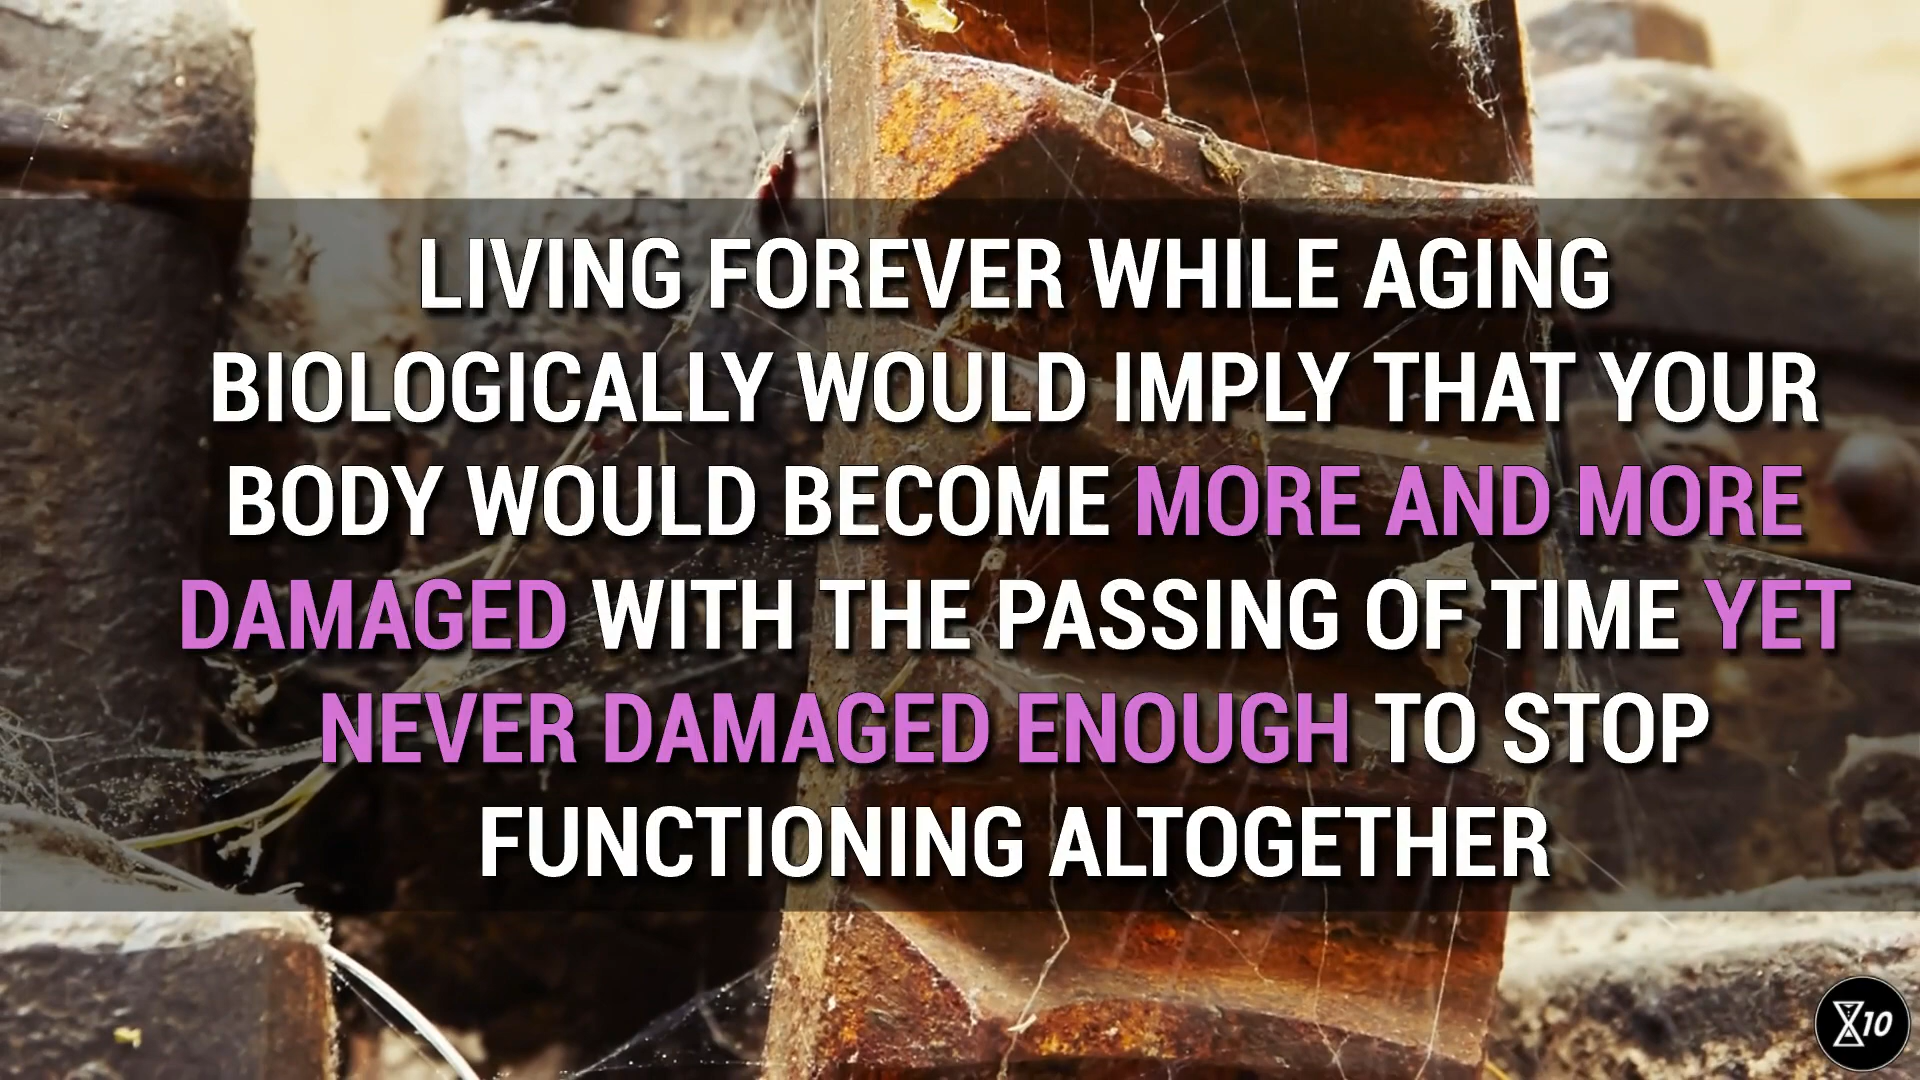 LIVING FOREVER WHILE AGING
BIOLOGICALLY WOULD IMPLY THAT YOUR
BODY WOULD BECOME MORE AND MORE
DAMAGED WITH THE PASSING OF TIME YET
NEVER DAMAGED ENOUGH TO STOP
FUNCTIONING ALTOGETHER
10